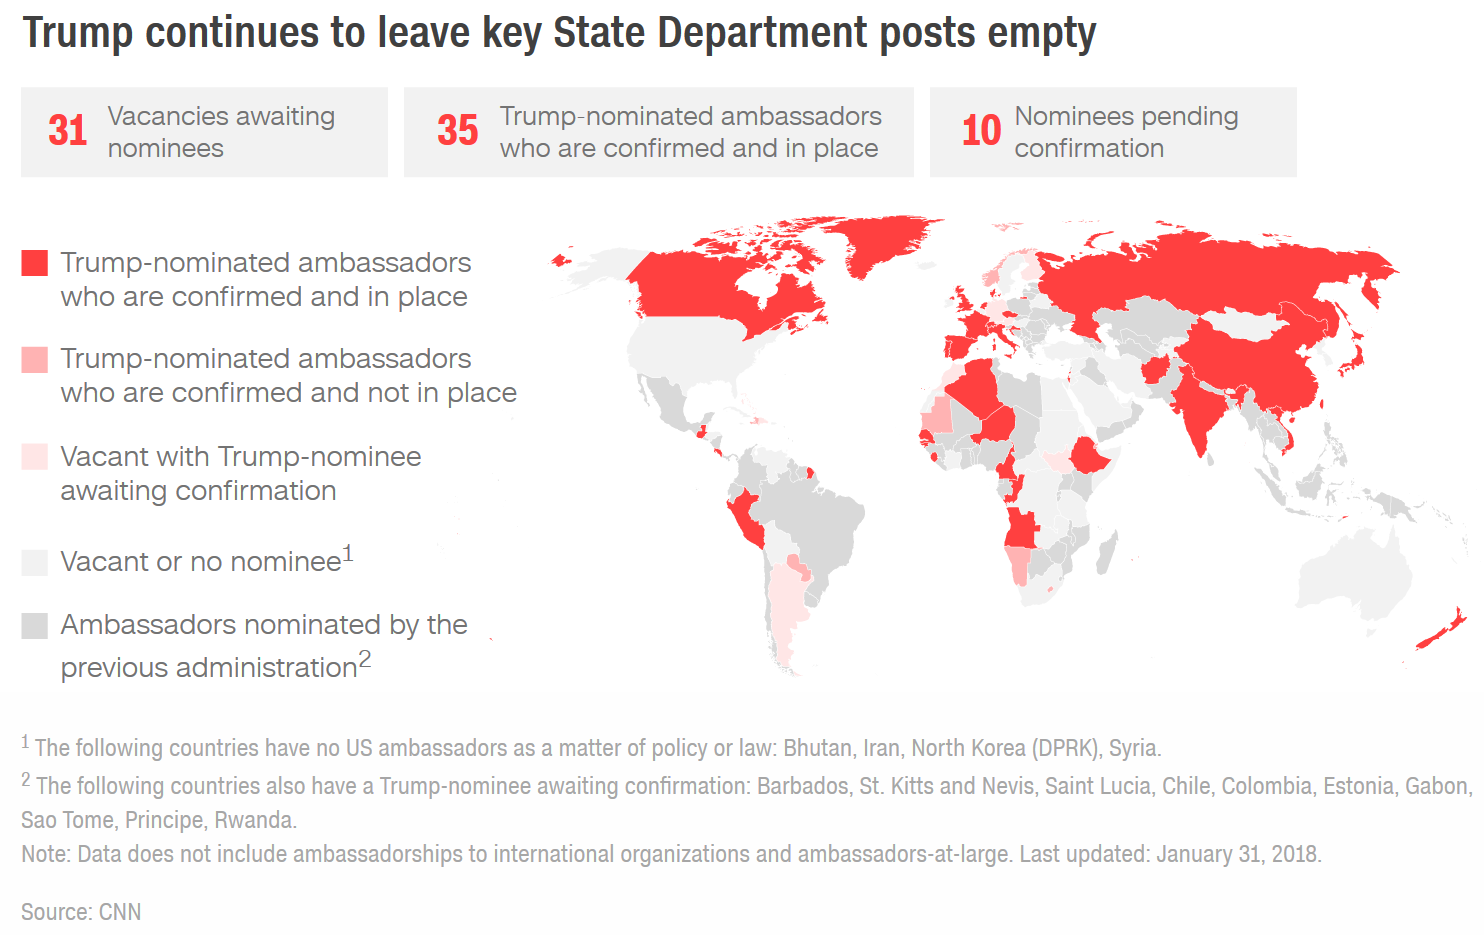 Trump continues to leave key State Department posts empty
31 Vacancies awaiting
nominees
35 Trump-nominated ambassadors
who are confirmed and in place
10 Nominees pending
confirmation
Trump-nominated ambassadors
who are confirmed and in place
Trump-nominated ambassadors
who are confirmed and not in place
Vacant with Trump-nominee
awaiting confirmation
Vacant or no nominee1
Ambassadors nominated by the
previous administration2
1 The following countries have no US ambassadors as a matter of policy or law: Bhutan, Iran, North Korea (DPRK), Syria.
2 The following countries also have a Trump-nominee awaiting confirmation: Barbados, St. Kitts and Nevis, Saint Lucia, Chile, Colombia, Estonia, Gabon,
Sao Tome, Principe, Rwanda.
Note: Data does not include ambassadorships to international organizations and ambassadors-at-large. Last updated: January 31, 2018.
Source: CNN